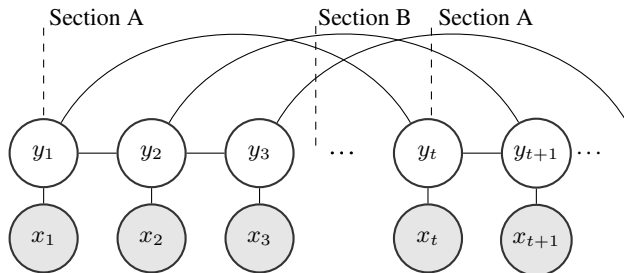 Section A Section B Section A
y₁ y₂ y₃ ... yₜ yₜ₊₁ ...
x₁ x₂ x₃ xₜ xₜ₊₁